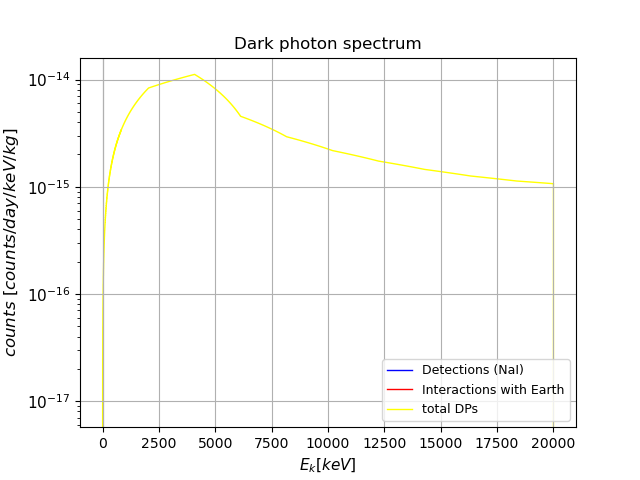 Dark photon spectrum
counts [counts/day/keV/kg]
10⁻¹⁴
10⁻¹⁵
10⁻¹⁶
10⁻¹⁷
Detections (NaI)
Interactions with Earth
total DPs
0 2500 5000 7500 10000 12500 15000 17500 20000
Eₖ[keV]